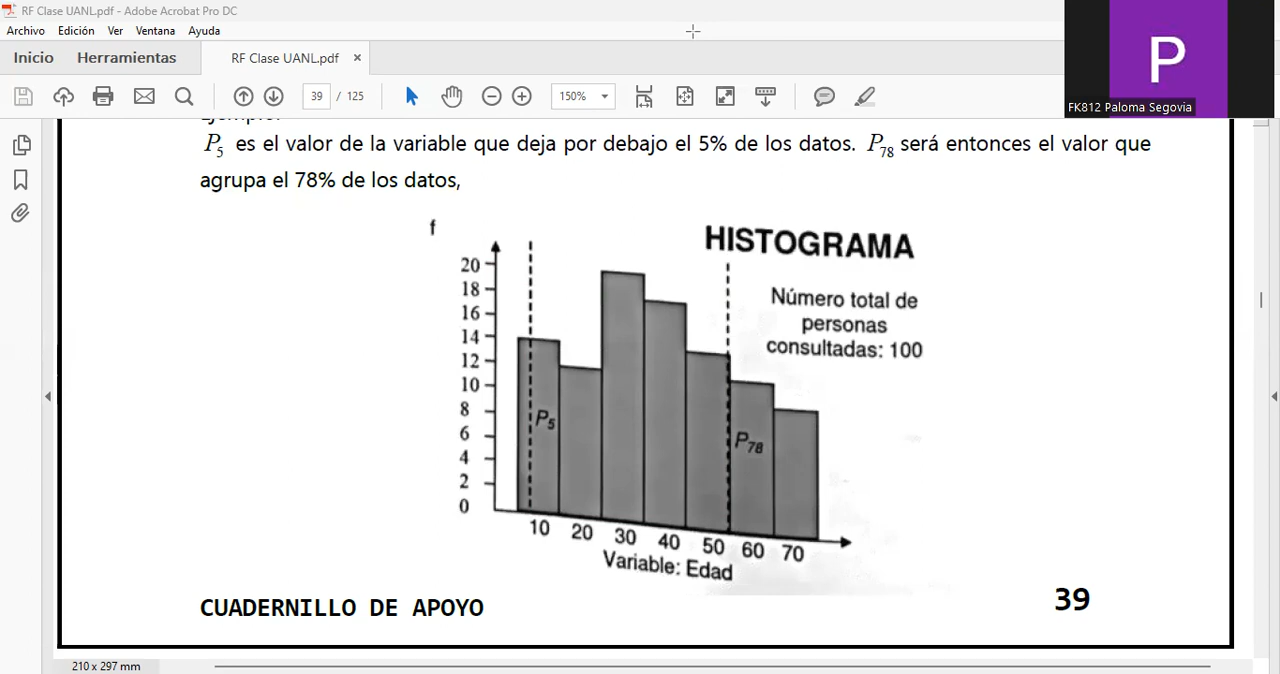 RF Clase UANL.pdf - Adobe Acrobat Pro DC
Archivo Edición Ver Ventana Ayuda
Inicio Herramientas RF Clase UANL.pdf ×
39 / 125 150%
P
FK812 Paloma Segovia
Ejemplo:
P5 es el valor de la variable que deja por debajo el 5% de los datos. P78 será entonces el valor que
agrupa el 78% de los datos,
f
HISTOGRAMA
Número total de
personas
consultadas: 100
20
18
16
14
12
10
8
6
4
2
0
P5
P78
10 20 30 40 50 60 70
Variable: Edad
CUADERNILLO DE APOYO
39
210 x 297 mm